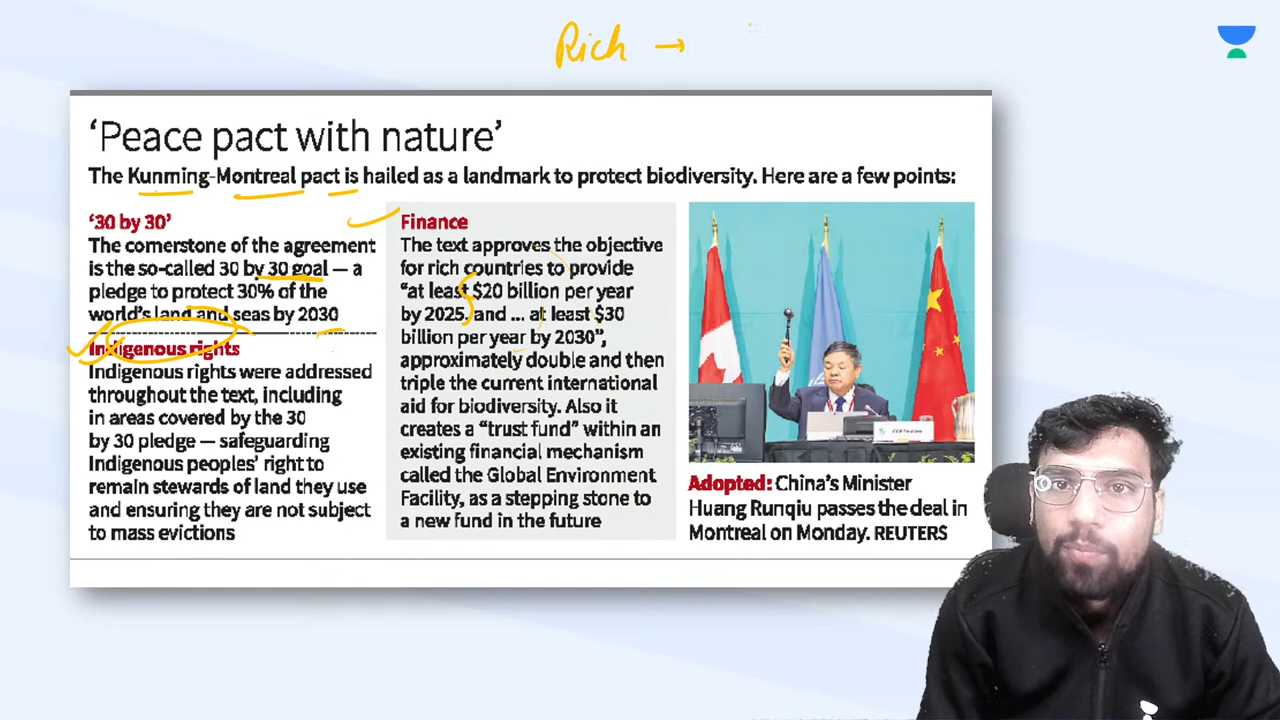 Rich →
‘Peace pact with nature’
The Kunming-Montreal pact is hailed as a landmark to protect biodiversity. Here are a few points:
‘30 by 30’
The cornerstone of the agreement
is the so-called 30 by 30 goal — a
pledge to protect 30% of the
world’s land and seas by 2030
Indigenous rights
Indigenous rights were addressed
throughout the text, including
in areas covered by the 30
by 30 pledge — safeguarding
Indigenous peoples’ right to
remain stewards of land they use
and ensuring they are not subject
to mass evictions
Finance
The text approves the objective
for rich countries to provide
“at least $20 billion per year
by 2025, and ... at least $30
billion per year by 2030”,
approximately double and then
triple the current international
aid for biodiversity. Also it
creates a “trust fund” within an
existing financial mechanism
called the Global Environment
Facility, as a stepping stone to
a new fund in the future
Adopted: China’s Minister
Huang Runqiu passes the deal in
Montreal on Monday. REUTERS